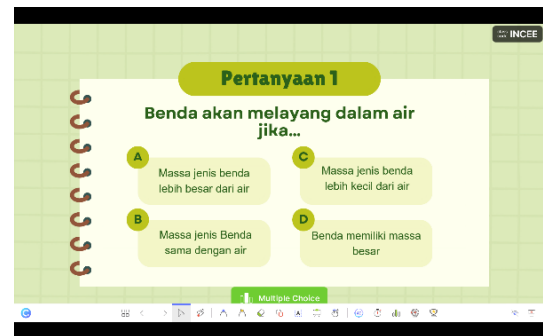 INCEE
Pertanyaan 1
Benda akan melayang dalam air
jika...
A
Massa jenis benda
lebih besar dari air
B
Massa jenis Benda
sama dengan air
C
Massa jenis benda
lebih kecil dari air
D
Benda memiliki massa
besar
Multiple Choice